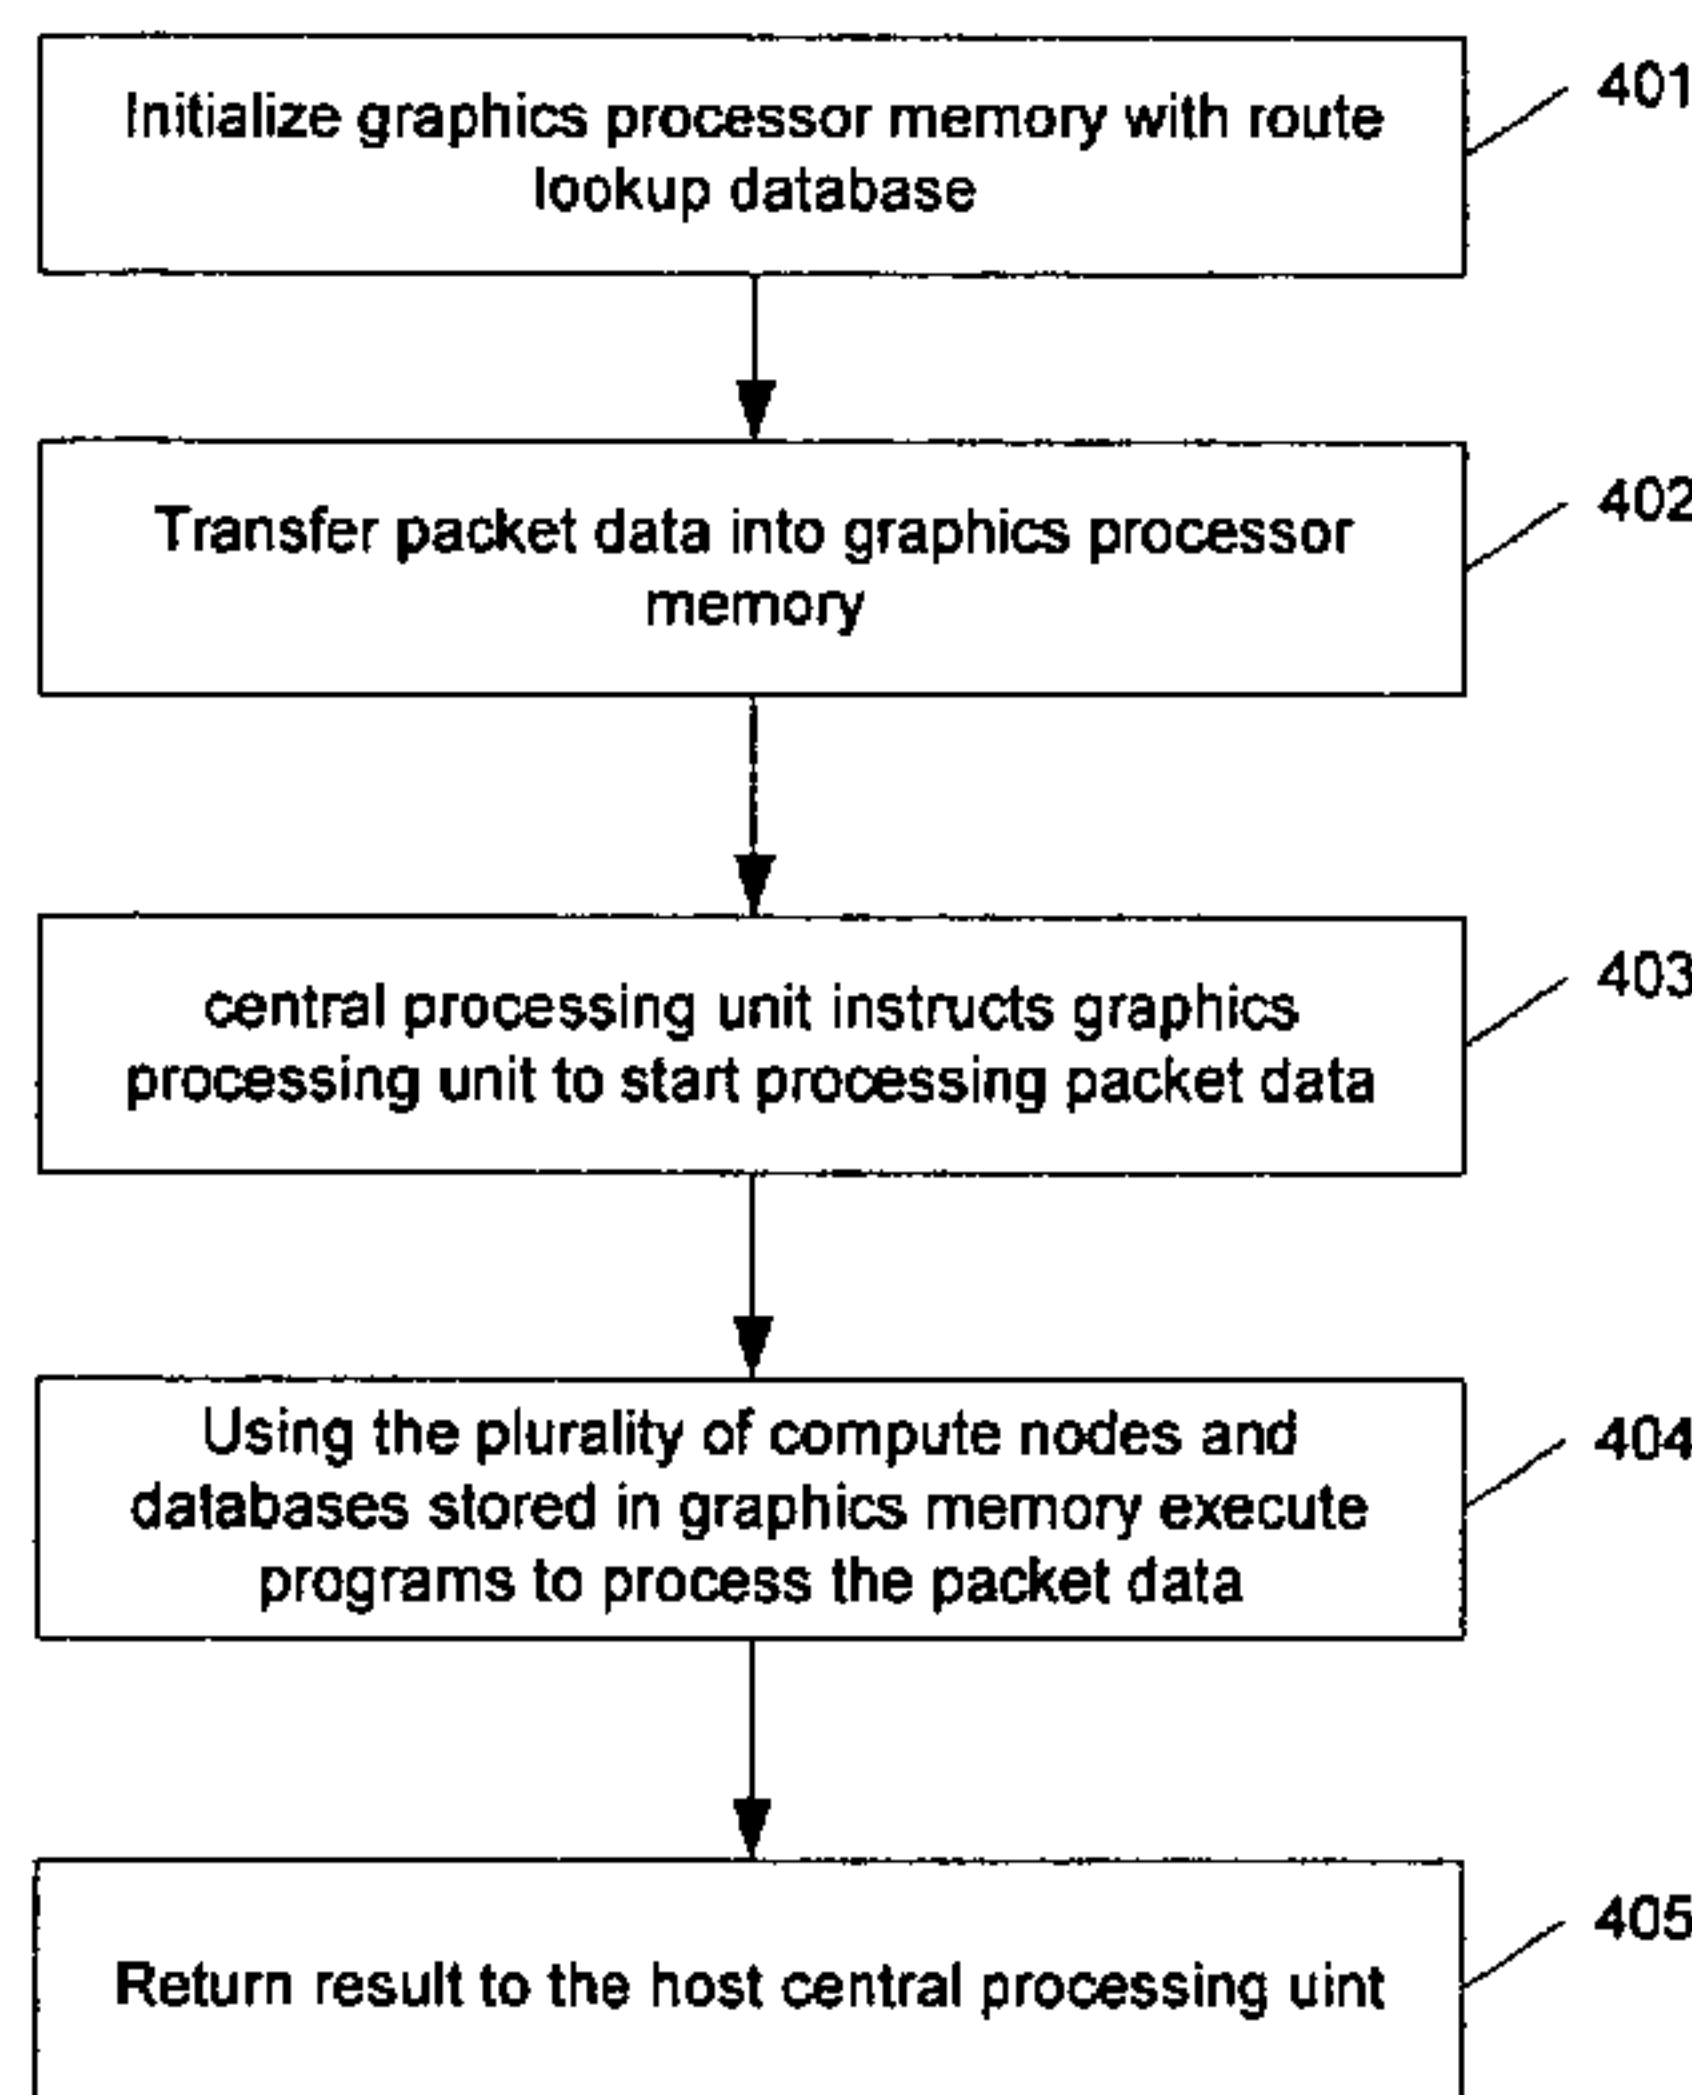 Initialize graphics processor memory with route
lookup database
401
Transfer packet data into graphics processor
memory
402
central processing unit instructs graphics
processing unit to start processing packet data
403
Using the plurality of compute nodes and
databases stored in graphics memory execute
programs to process the packet data
404
Return result to the host central processing uint
405